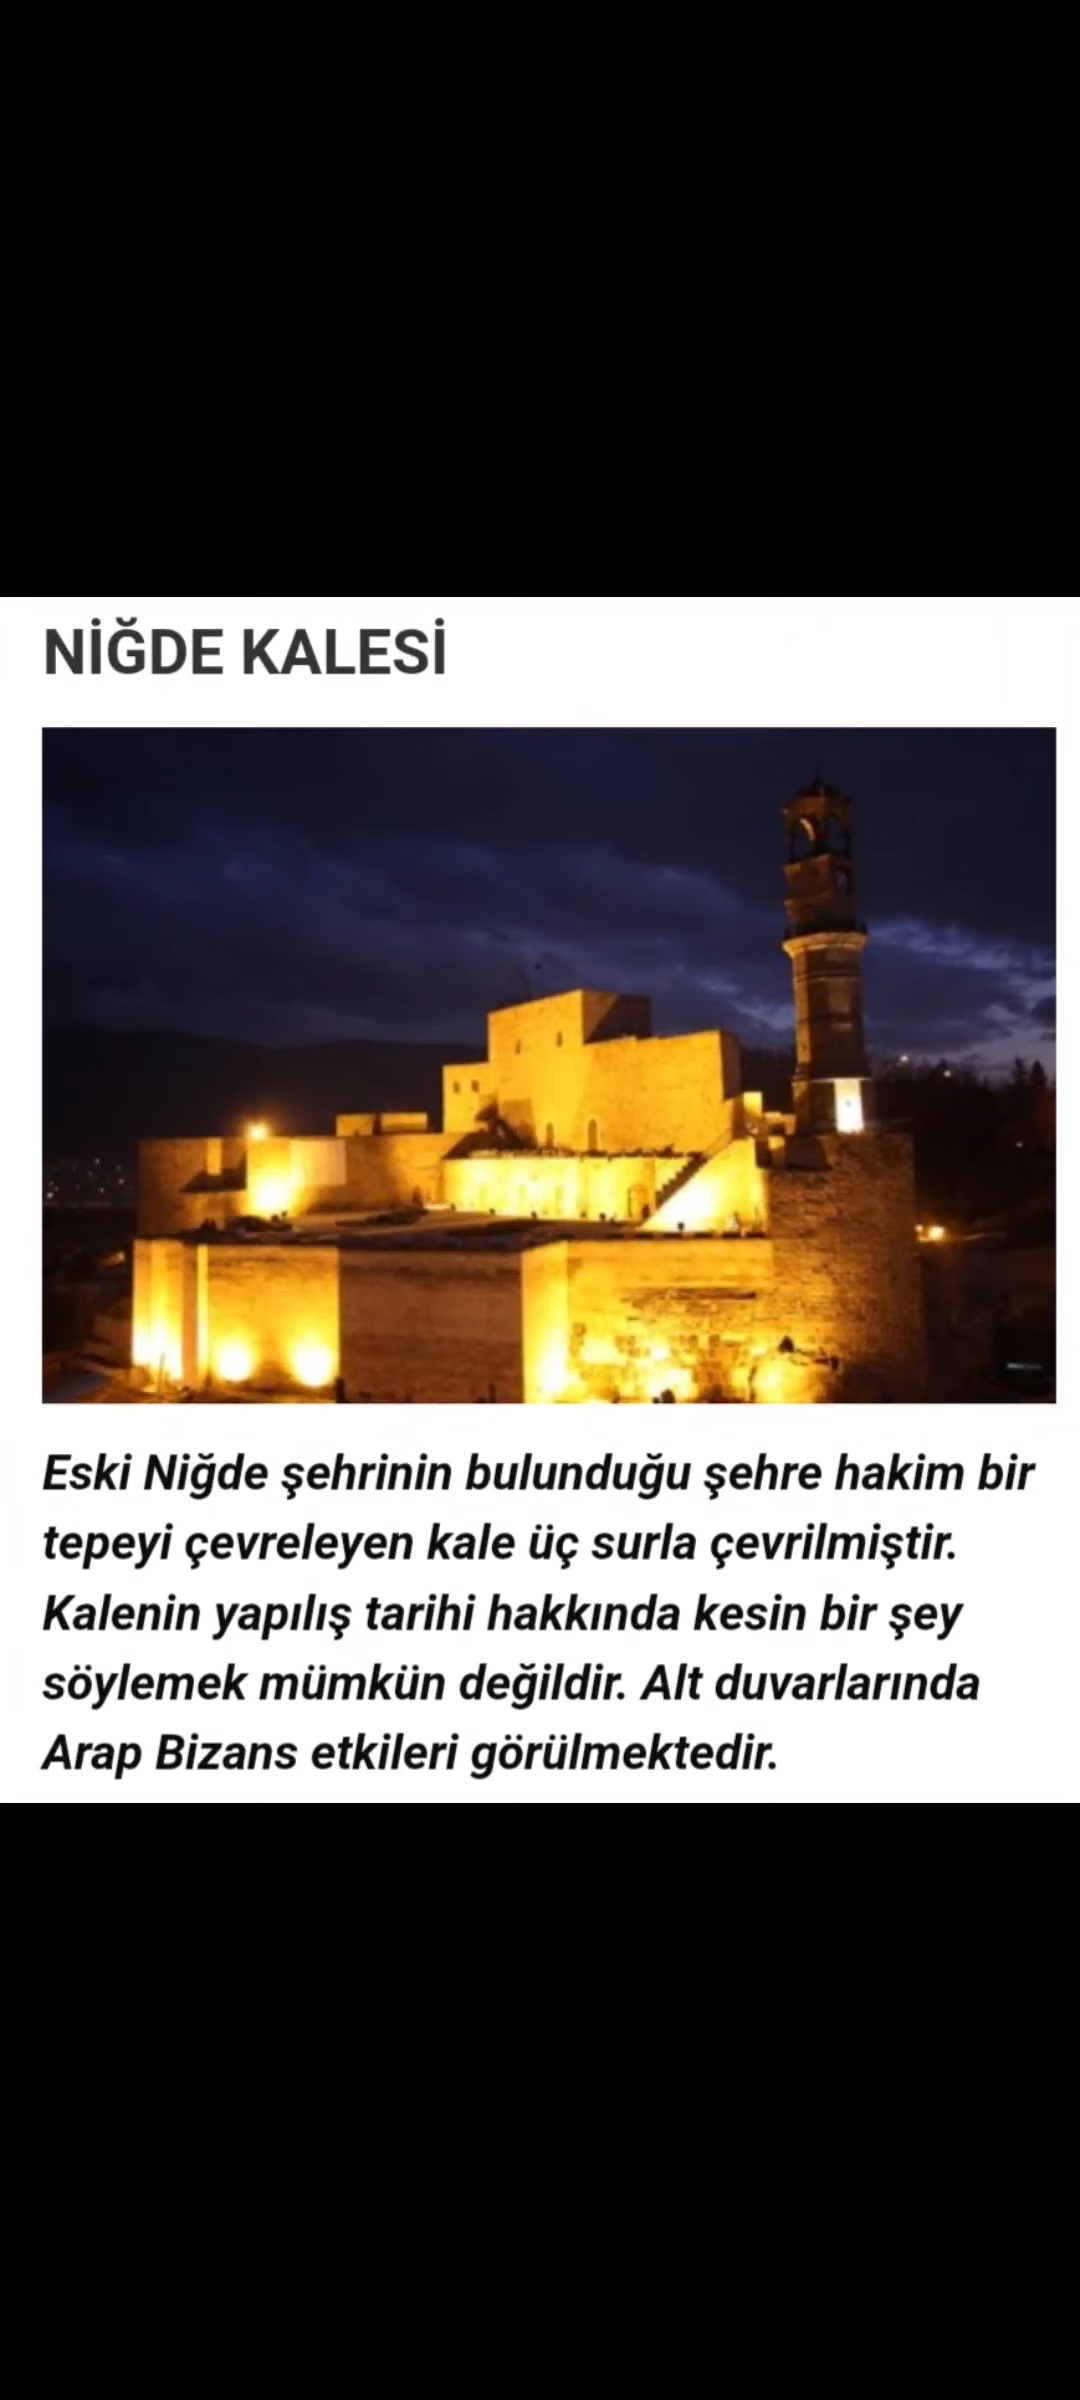 NİĞDE KALESİ
Eski Niğde şehrinin bulunduğu şehre hakim bir
tepeyi çevreleyen kale üç surla çevrilmiştir.
Kalenin yapılış tarihi hakkında kesin bir şey
söylemek mümkün değildir. Alt duvarlarında
Arap Bizans etkileri görülmektedir.